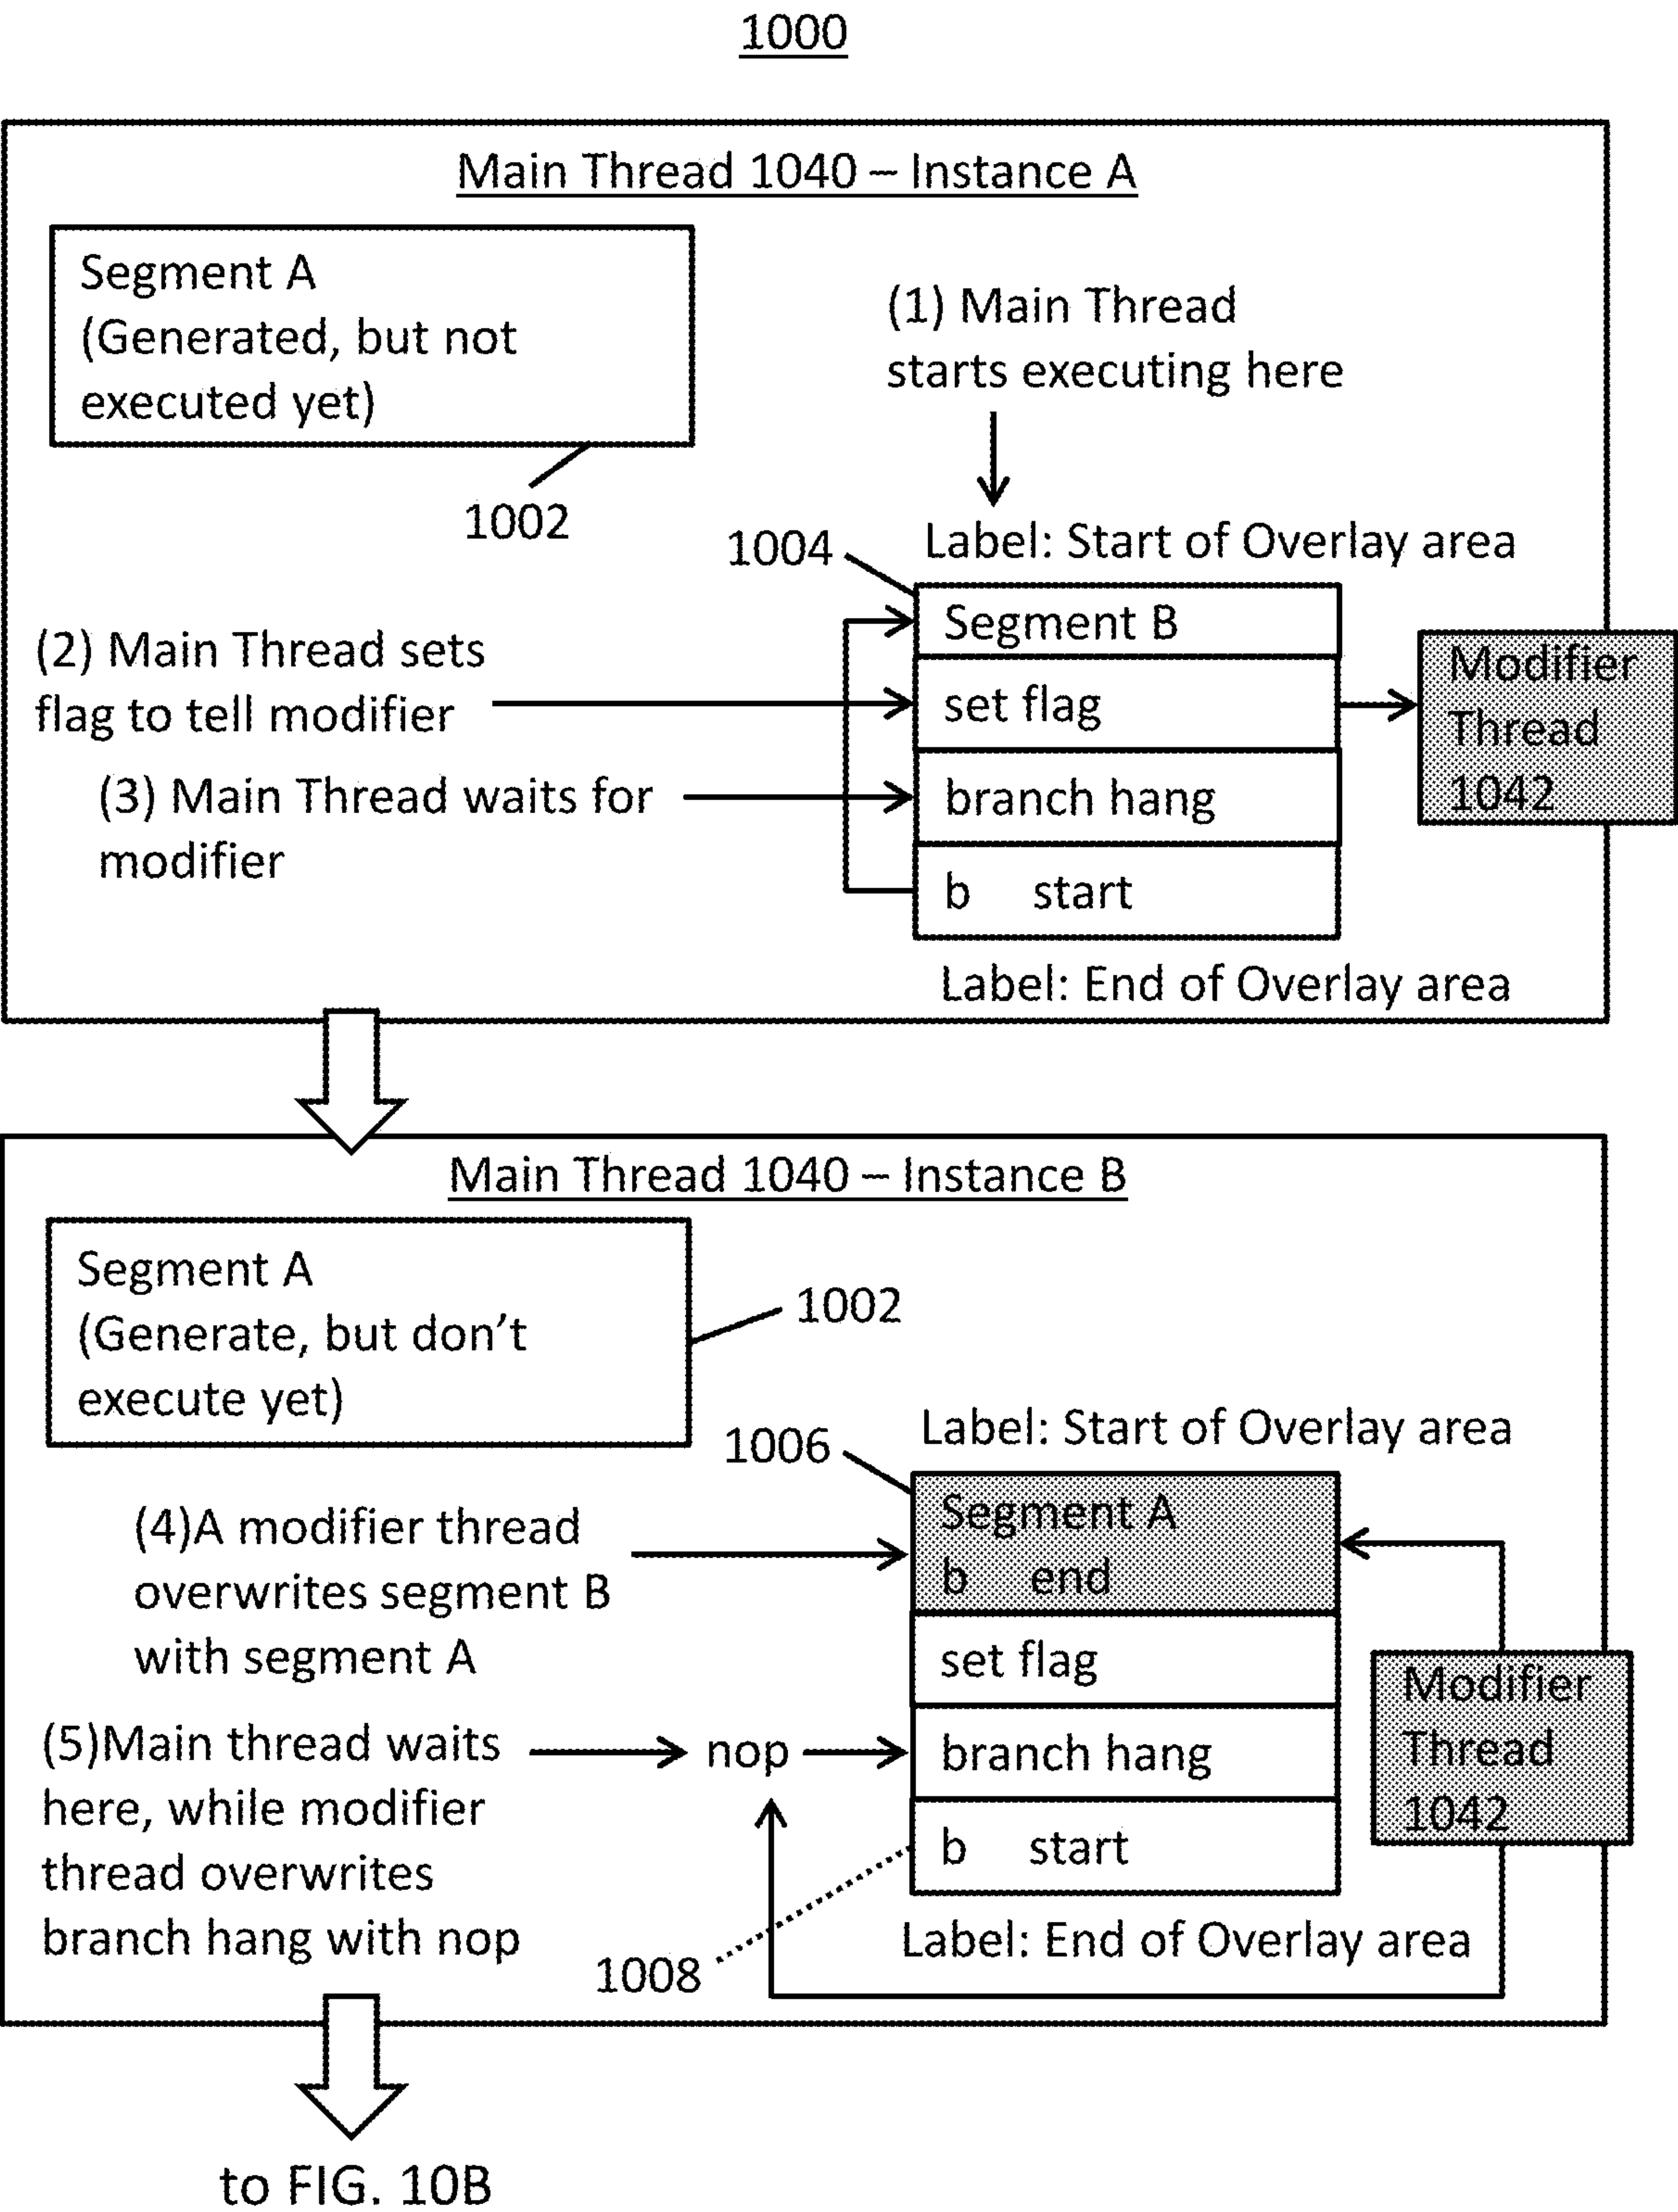 1000
Main Thread 1040 – Instance A
Segment A
(Generated, but not
executed yet)
1002
(1) Main Thread
starts executing here
1004
Label: Start of Overlay area
Segment B
(2) Main Thread sets
flag to tell modifier
set flag
(3) Main Thread waits for
modifier
branch hang
b start
Modifier
Thread
1042
Label: End of Overlay area
Main Thread 1040 – Instance B
Segment A
(Generate, but don't
execute yet)
1002
1006
Label: Start of Overlay area
(4)A modifier thread
overwrites segment B
with segment A
Segment A
b end
set flag
(5)Main thread waits
here, while modifier
thread overwrites
branch hang with nop
nop
branch hang
b start
Modifier
Thread
1042
1008
Label: End of Overlay area
to FIG. 10B